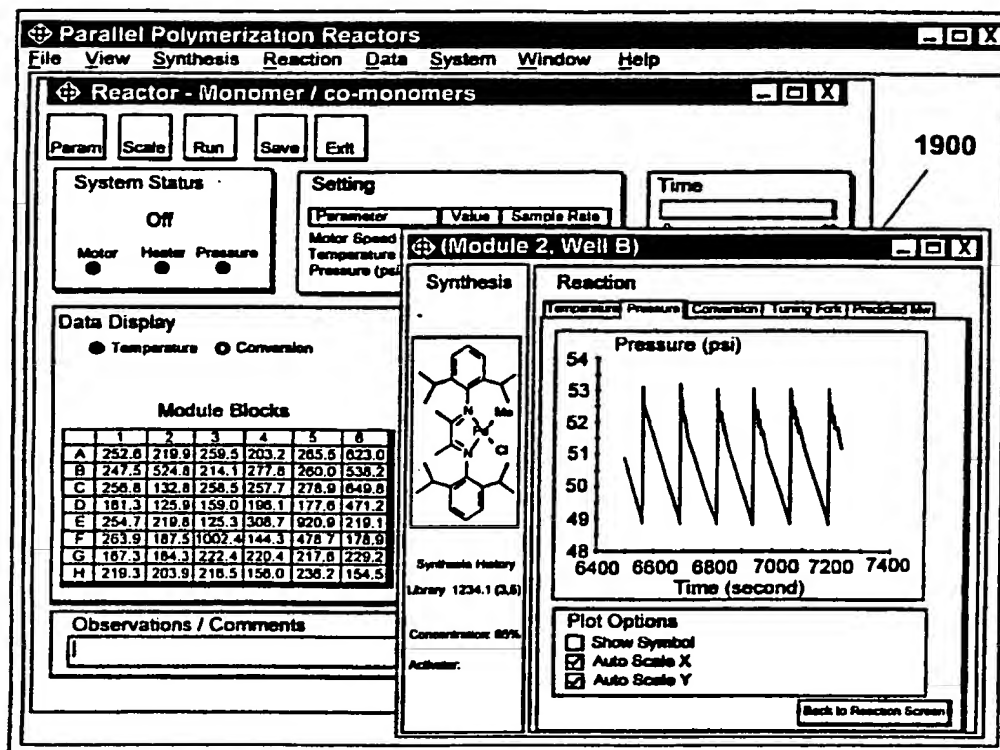 Parallel Polymerization Reactors
File View Synthesis Reaction Data System Window Help
Reactor - Monomer / co-monomers
Param Scale Run Save Exit
1900
System Status
Off
Motor Heater Pressure
Setting
Parameter Value Sample Rate
Motor Speed
Temperature
Pressure (psi
Time
Data Display
Temperature Conversion
Module Blocks
1 2 3 4 5 6
A 252.6 219.9 259.5 203.2 265.5 623.0
B 247.5 524.8 214.1 277.8 260.0 538.2
C 256.8 132.8 258.5 257.7 278.9 649.8
D 181.3 125.9 159.0 196.1 177.6 471.2
E 254.7 219.8 125.3 308.7 920.9 219.1
F 263.9 187.5 1002.4 144.3 478.7 178.9
G 187.3 184.3 222.4 220.4 217.6 229.2
H 219.3 203.9 218.5 156.0 236.2 154.5
Observations / Comments
(Module 2, Well B)
Synthesis
N Me
Cl
N
Synthesis History
Library 1234.1 (3,5)
Concentration: 85%
Activator:
Reaction
Temperature Pressure Conversion Tuning Fork Predicted Mw
Pressure (psi)
54
53
52
51
50
49
48
6400 6600 6800 7000 7200 7400
Time (second)
Plot Options
Show Symbol
Auto Scale X
Auto Scale Y
Back to Reaction Screen